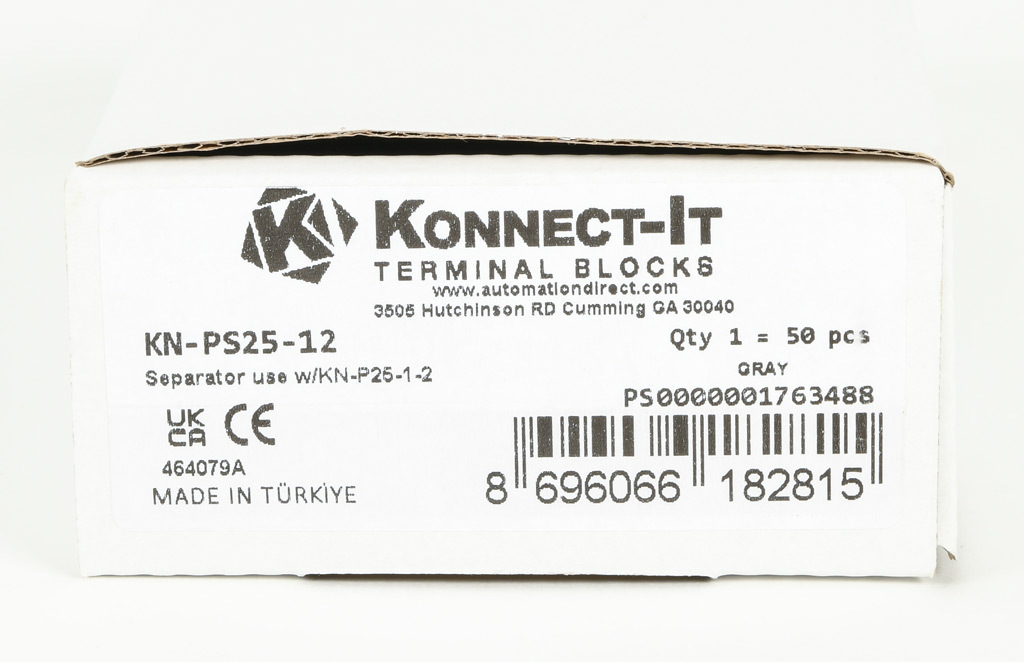 K KONNECT-IT
TERMINAL BLOCKS
www.automationdirect.com
3505 Hutchinson RD Cumming GA 30040
KN-PS25-12
Qty 1 = 50 pcs
Separator use w/KN-P25-1-2
GRAY
PS0000001763488
UK
CA CE
464079A
MADE IN TÜRKİYE
8 696066 182815